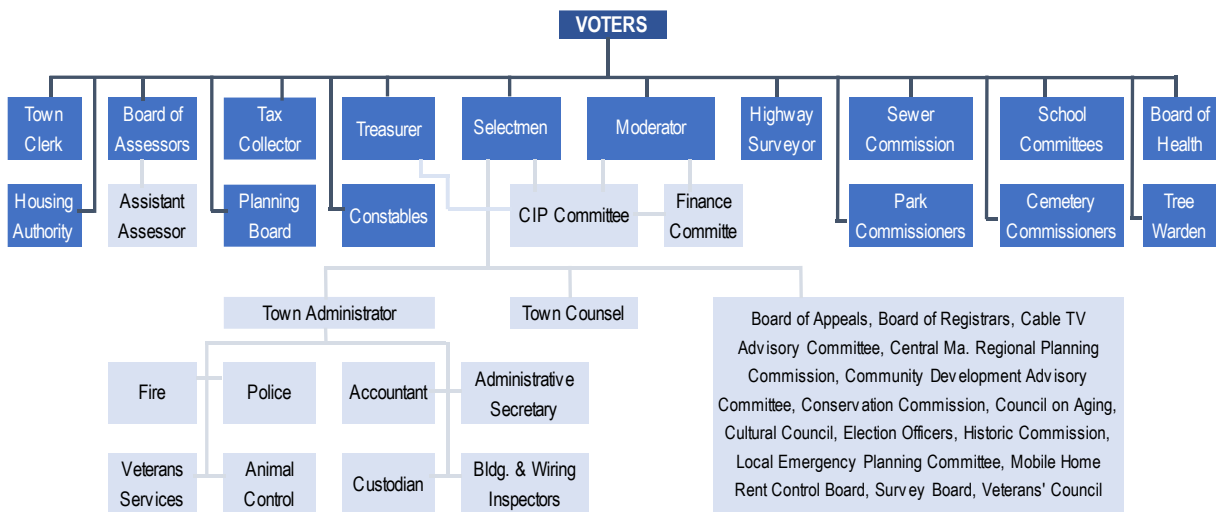 VOTERS
Town
Clerk
Board of
Assessors
Tax
Collector
Treasurer
Selectmen
Moderator
Highway
Surveyor
Sewer
Commission
School
Committees
Board of
Health
Housing
Authority
Assistant
Assessor
Planning
Board
Constables
CIP Committee
Finance
Committe
Park
Commissioners
Cemetery
Commissioners
Tree
Warden
Town Administrator
Town Counsel
Board of Appeals, Board of Registrars, Cable TV
Advisory Committee, Central Ma. Regional Planning
Commission, Community Development Advisory
Committee, Conservation Commission, Council on Aging,
Cultural Council, Election Officers, Historic Commission,
Local Emergency Planning Committee, Mobile Home
Rent Control Board, Survey Board, Veterans' Council
Fire
Police
Accountant
Administrative
Secretary
Veterans
Services
Animal
Control
Custodian
Bldg. & Wiring
Inspectors